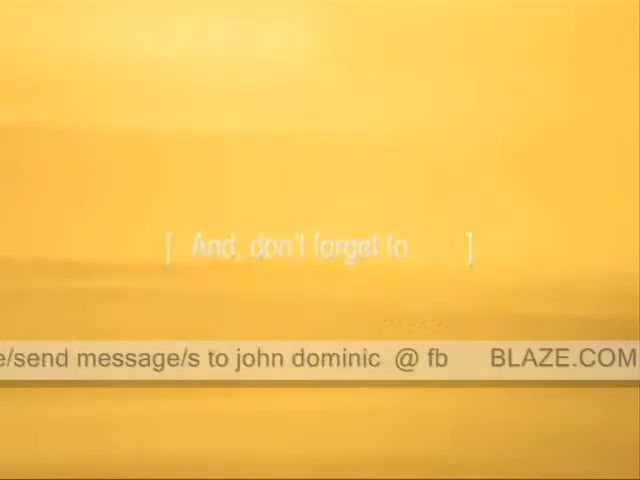 [ And, don't forget to ]
e/send message/s to john dominic @ fb BLAZE.COM